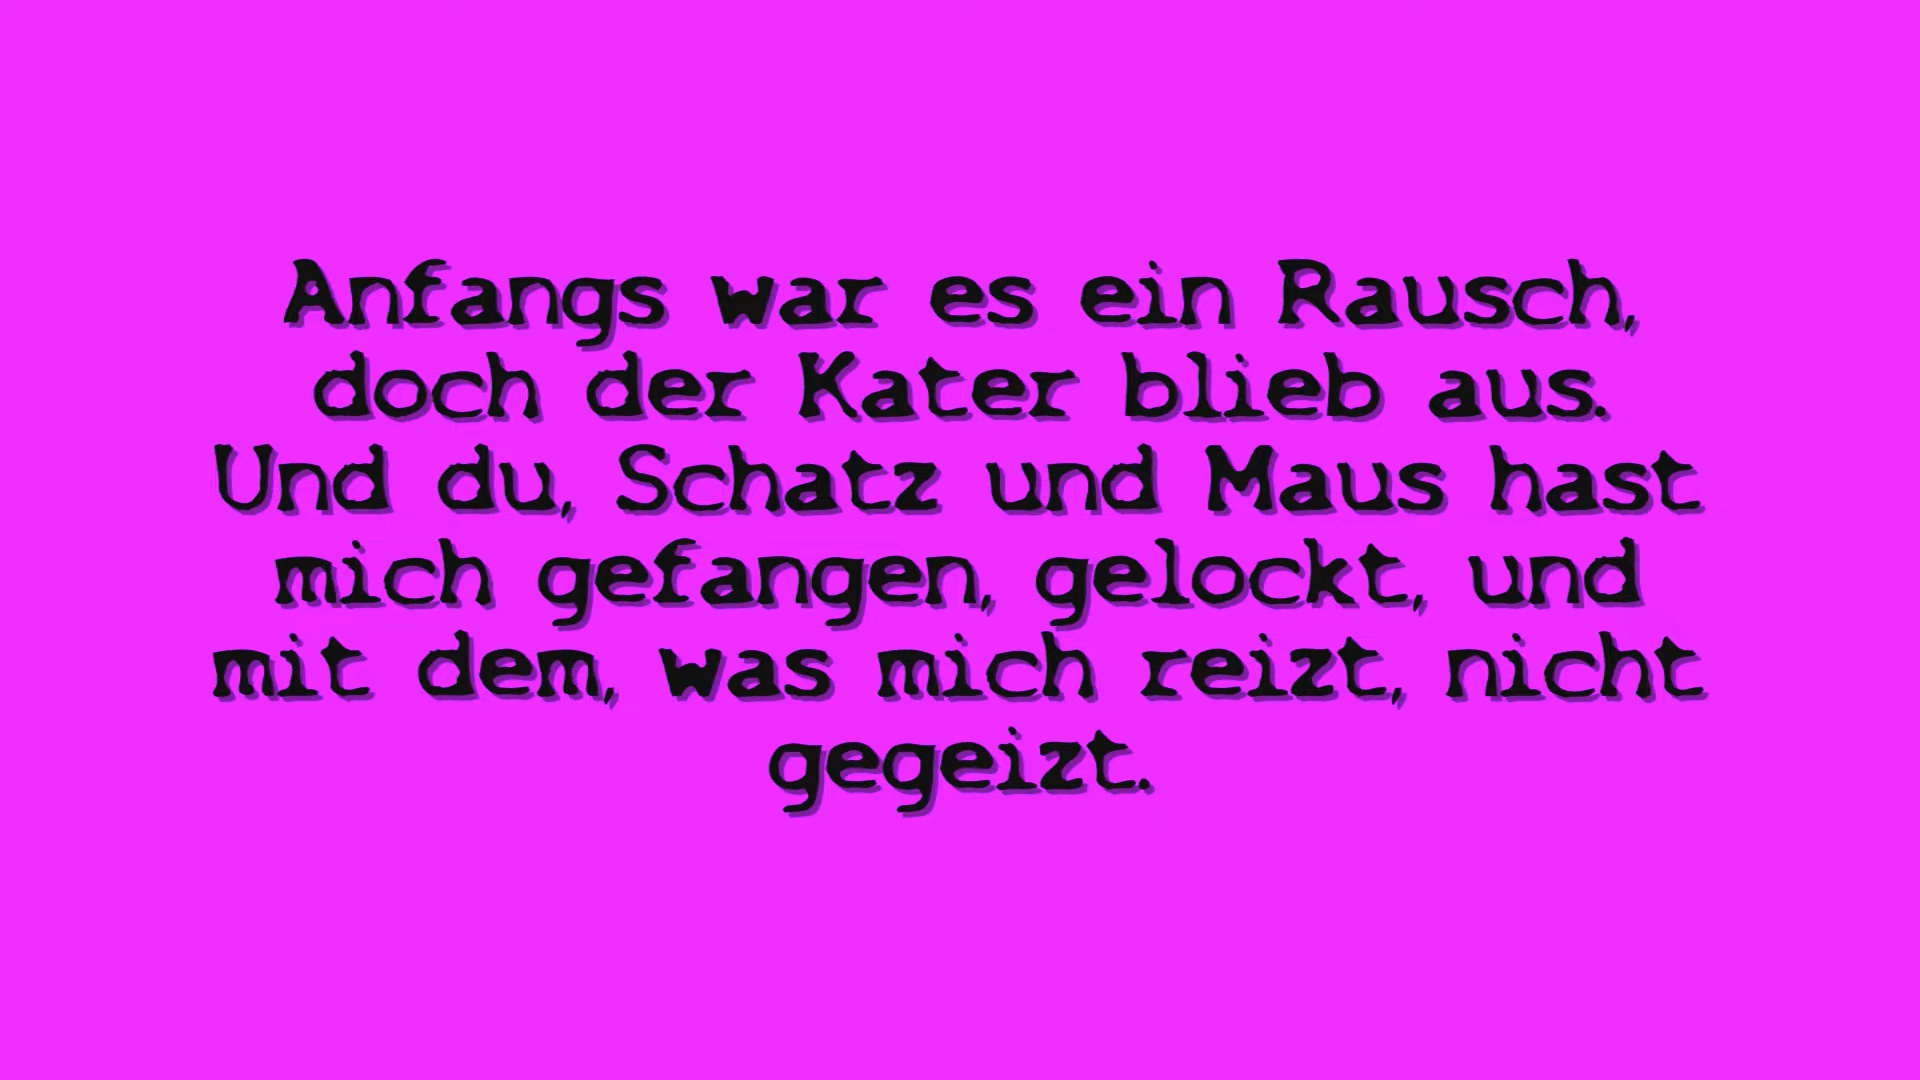 Anfangs war es ein Rausch,
doch der Kater blieb aus.
Und du, Schatz und Maus hast
mich gefangen, gelockt, und
mit dem, was mich reizt, nicht
gegeizt.